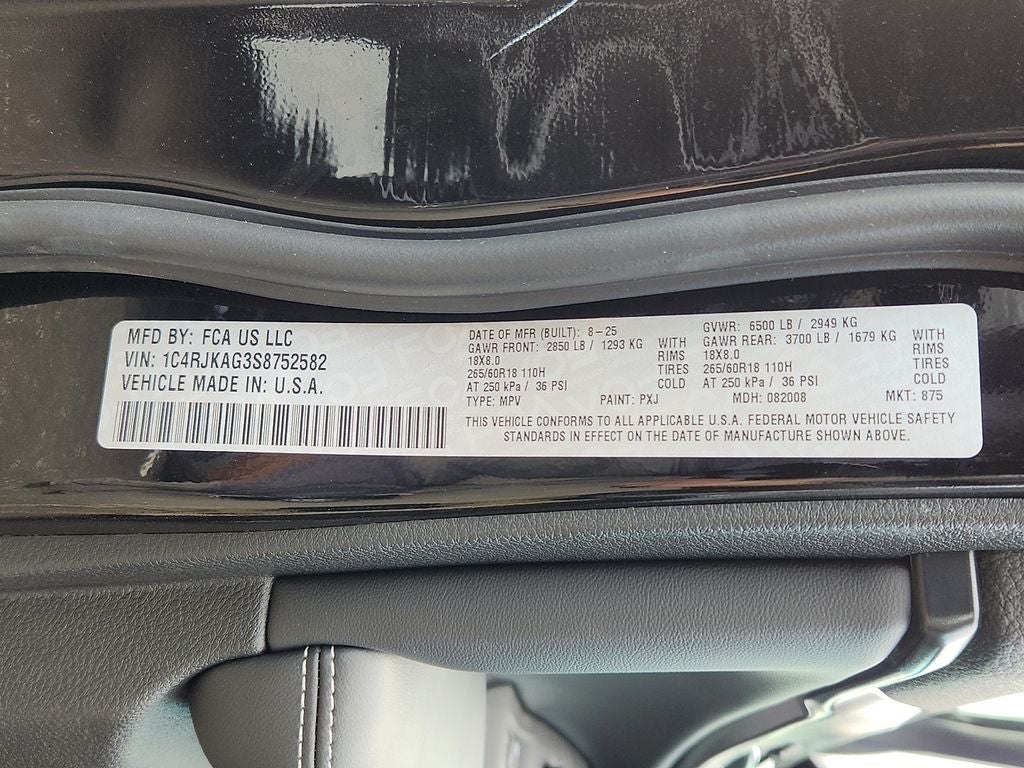 MFD BY: FCA US LLC
VIN: 1C4RJKAG3S8752582
VEHICLE MADE IN: U.S.A.
DATE OF MFR (BUILT): 8-25
GAWR FRONT: 2850 LB / 1293 KG WITH
18X8.0 RIMS
265/60R18 110H TIRES
AT 250 kPa / 36 PSI COLD
GVWR: 6500 LB / 2949 KG
GAWR REAR: 3700 LB / 1679 KG WITH
18X8.0 RIMS
265/60R18 110H TIRES
AT 250 kPa / 36 PSI COLD
TYPE: MPV PAINT: PXJ MDH: 082008 MKT: 875
THIS VEHICLE CONFORMS TO ALL APPLICABLE U.S.A. FEDERAL MOTOR VEHICLE SAFETY
STANDARDS IN EFFECT ON THE DATE OF MANUFACTURE SHOWN ABOVE.